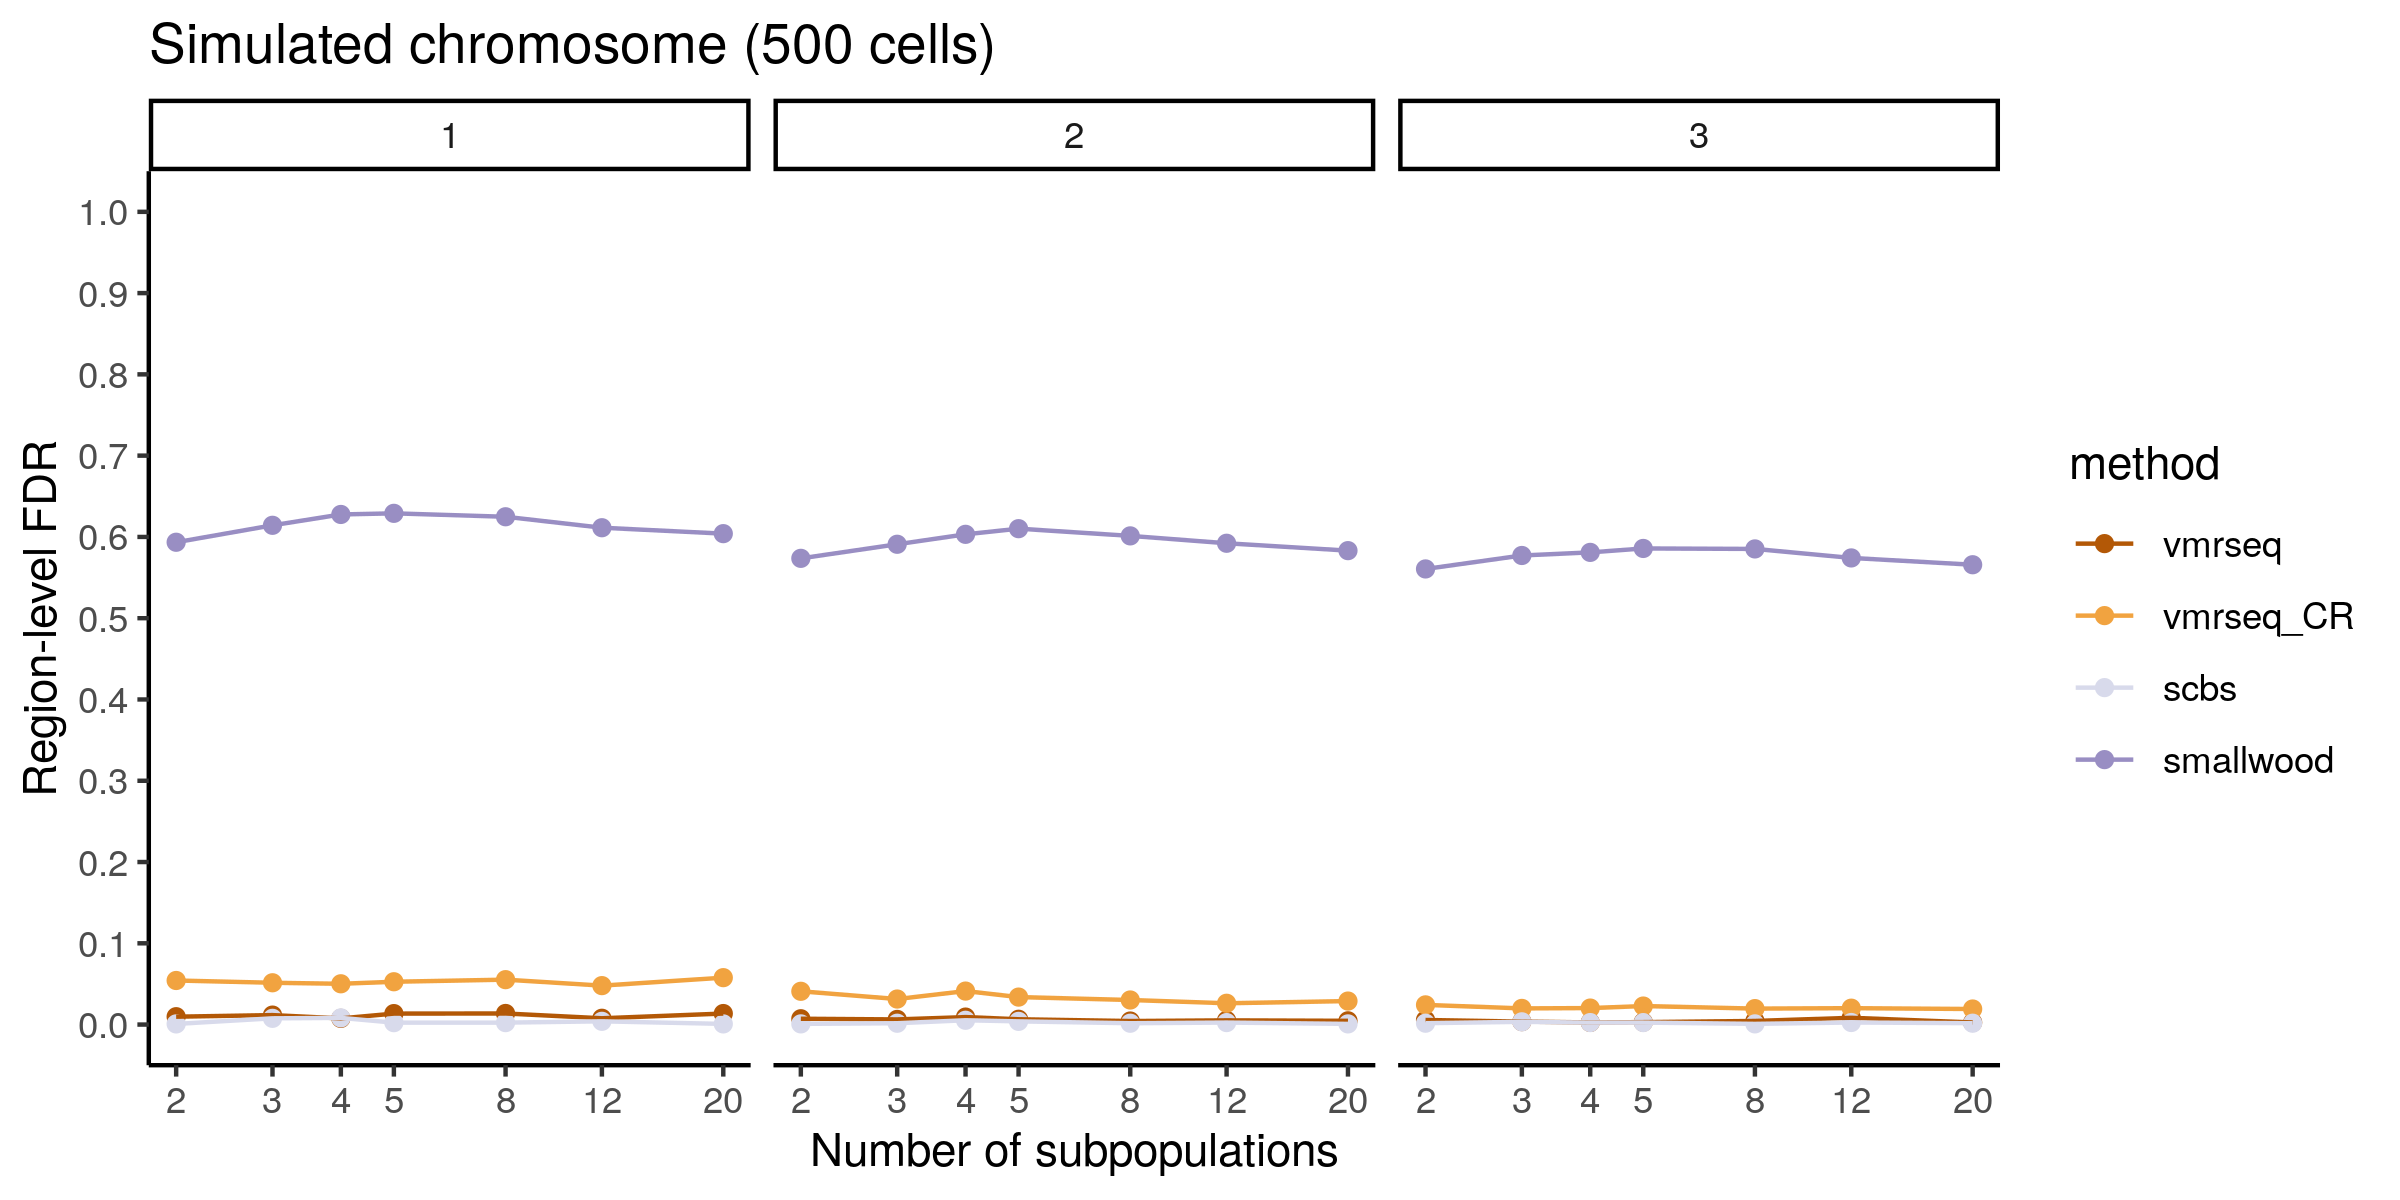 Simulated chromosome (500 cells)
1 2 3
1.0
0.9
0.8
0.7
0.6
0.5
0.4
0.3
0.2
0.1
0.0
Region-level FDR
2 3 4 5 8 12 20 2 3 4 5 8 12 20 2 3 4 5 8 12 20
Number of subpopulations
method
vmrseq
vmrseq_CR
scbs
smallwood